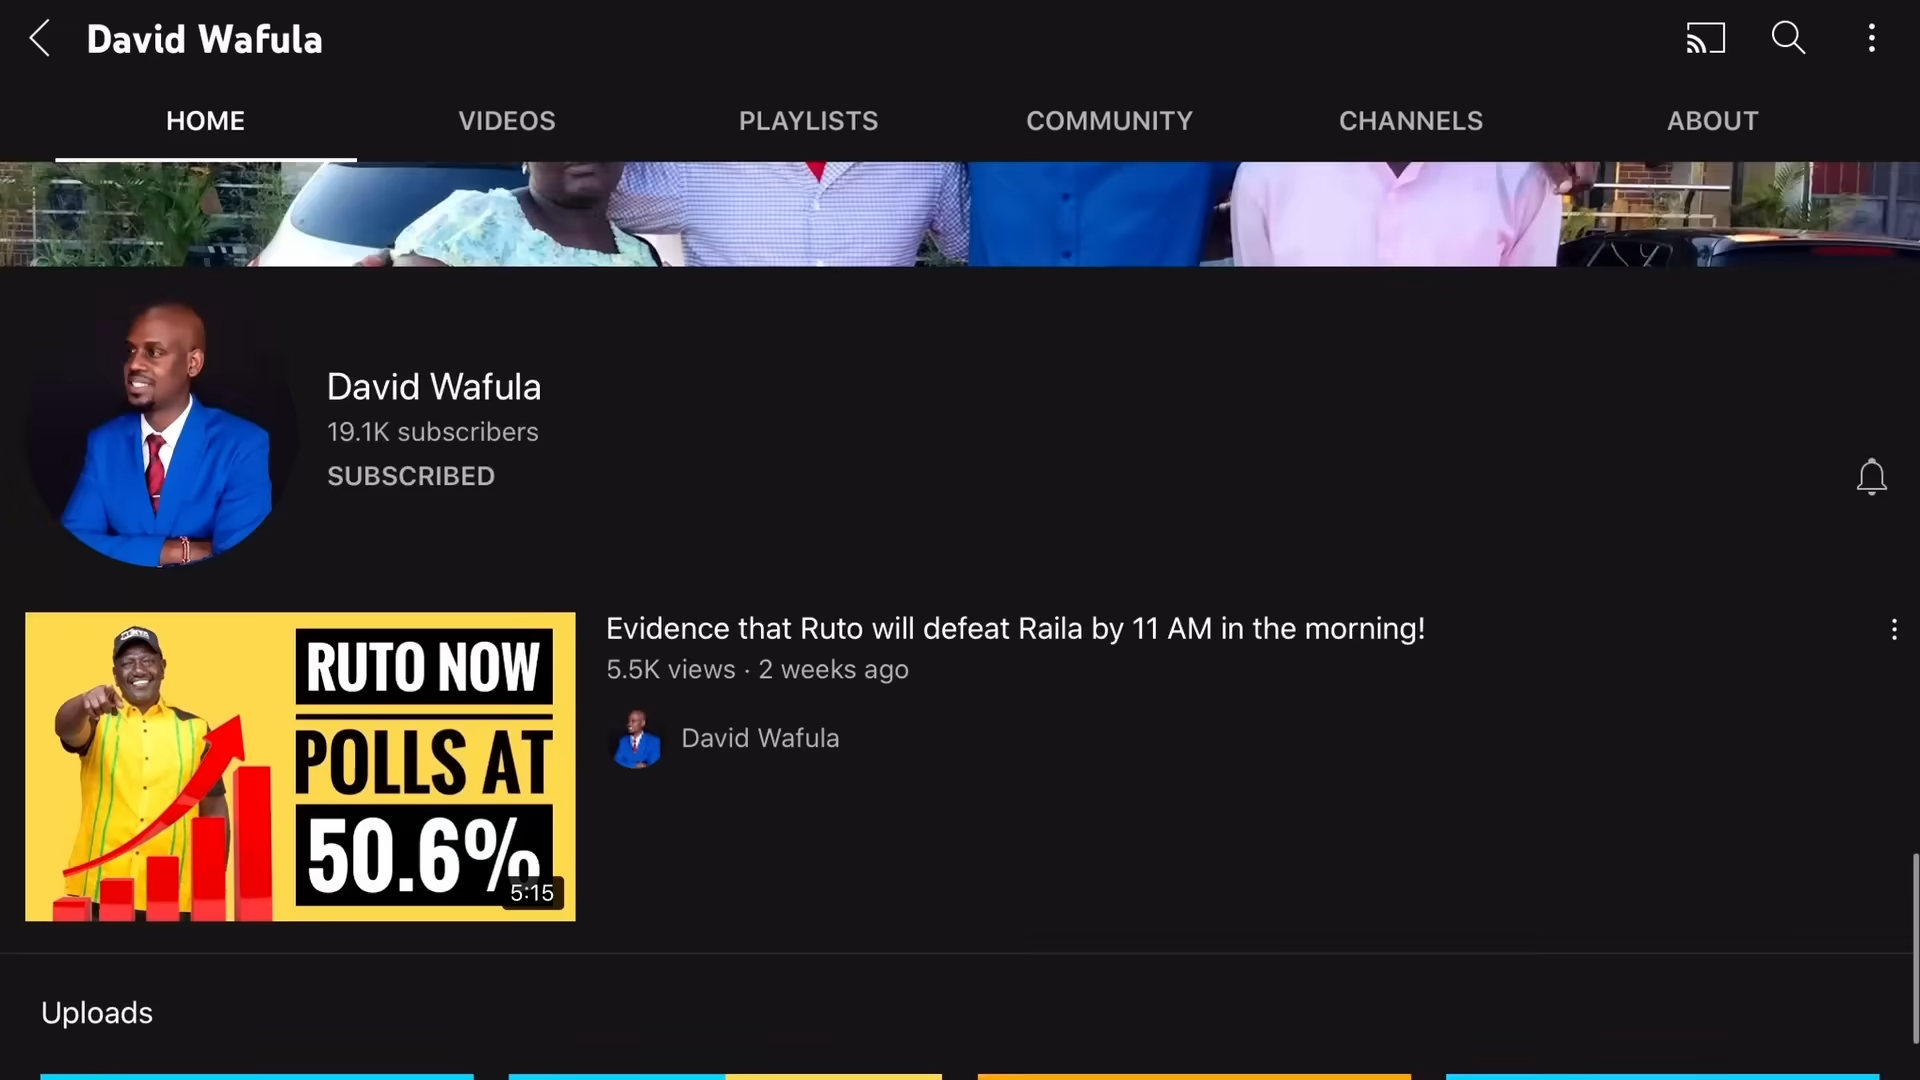 David Wafula
HOME
VIDEOS
PLAYLISTS
COMMUNITY
CHANNELS
ABOUT
David Wafula
19.1K subscribers
SUBSCRIBED
RUTO NOW
POLLS AT
50.6%
5:15
Evidence that Ruto will defeat Raila by 11 AM in the morning!
5.5K views · 2 weeks ago
David Wafula
Uploads